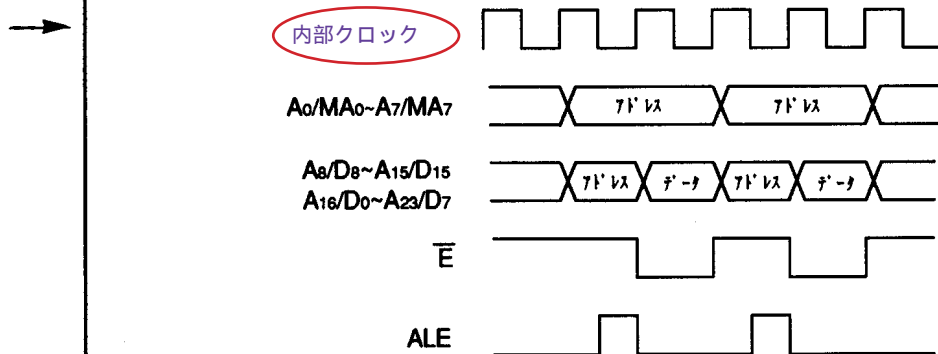 内部クロック
A0/MA0~A7/MA7 アドレス アドレス
A8/D8~A15/D15
A16/D0~A23/D7 アドレス データ アドレス データ
E
ALE